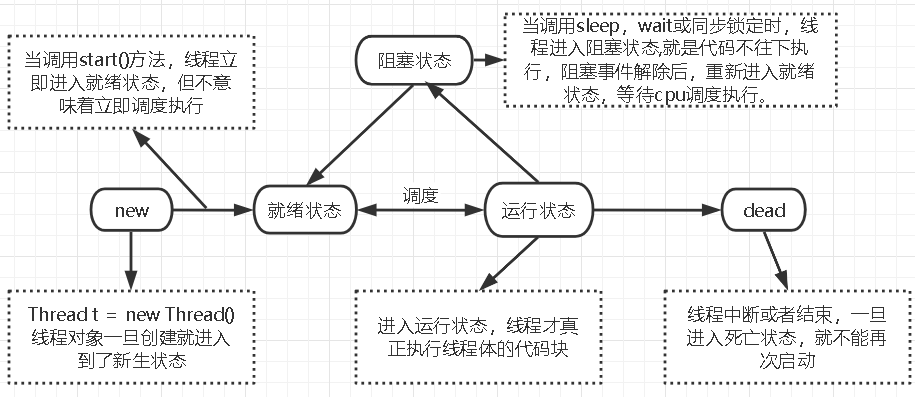 当调用start()方法，线程立
即进入就绪状态，但不意
味着立即调度执行
阻塞状态
当调用sleep，wait或同步锁定时，线
程进入阻塞状态,就是代码不往下执
行，阻塞事件解除后，重新进入就绪
状态，等待cpu调度执行。
new
就绪状态
调度
运行状态
dead
Thread t = new Thread()
线程对象一旦创建就进入
到了新生状态
进入运行状态，线程才真
正执行线程体的代码块
线程中断或者结束，一旦
进入死亡状态，就不能再
次启动